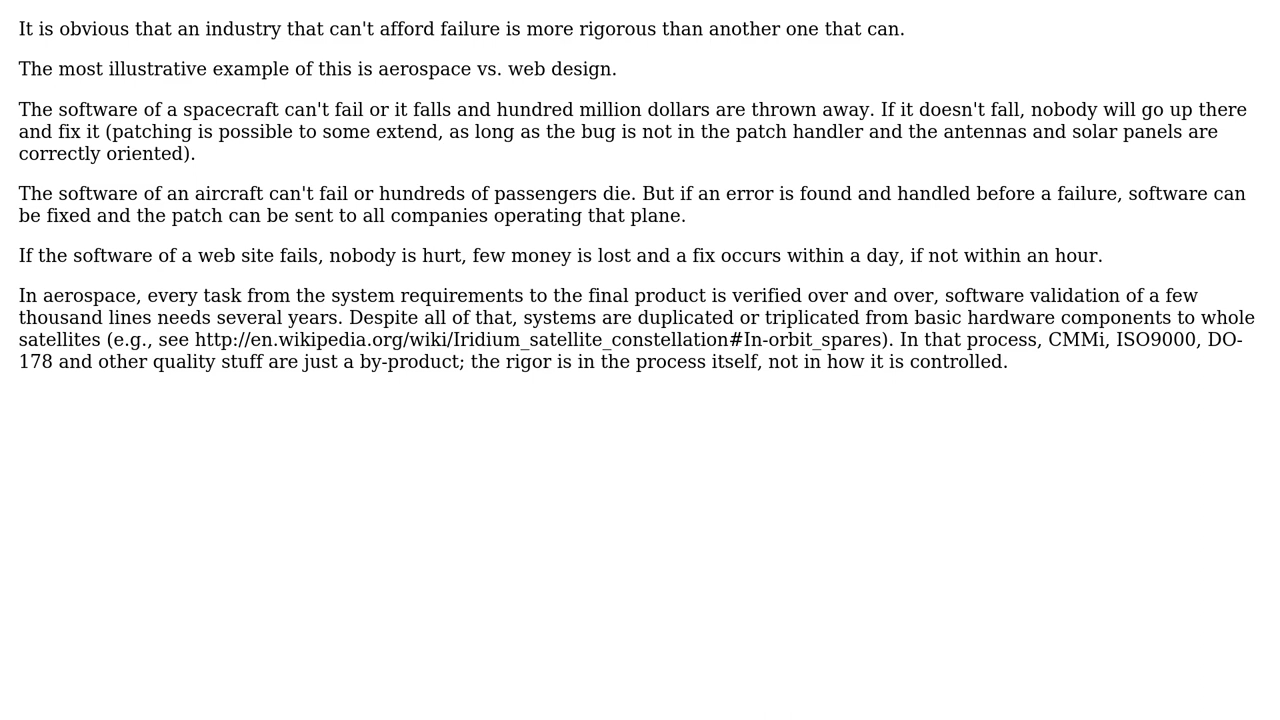 It is obvious that an industry that can't afford failure is more rigorous than another one that can.
The most illustrative example of this is aerospace vs. web design.
The software of a spacecraft can't fail or it falls and hundred million dollars are thrown away. If it doesn't fall, nobody will go up there
and fix it (patching is possible to some extend, as long as the bug is not in the patch handler and the antennas and solar panels are
correctly oriented).
The software of an aircraft can't fail or hundreds of passengers die. But if an error is found and handled before a failure, software can
be fixed and the patch can be sent to all companies operating that plane.
If the software of a web site fails, nobody is hurt, few money is lost and a fix occurs within a day, if not within an hour.
In aerospace, every task from the system requirements to the final product is verified over and over, software validation of a few
thousand lines needs several years. Despite all of that, systems are duplicated or triplicated from basic hardware components to whole
satellites (e.g., see http://en.wikipedia.org/wiki/Iridium_satellite_constellation#In-orbit_spares). In that process, CMMi, ISO9000, DO-
178 and other quality stuff are just a by-product; the rigor is in the process itself, not in how it is controlled.